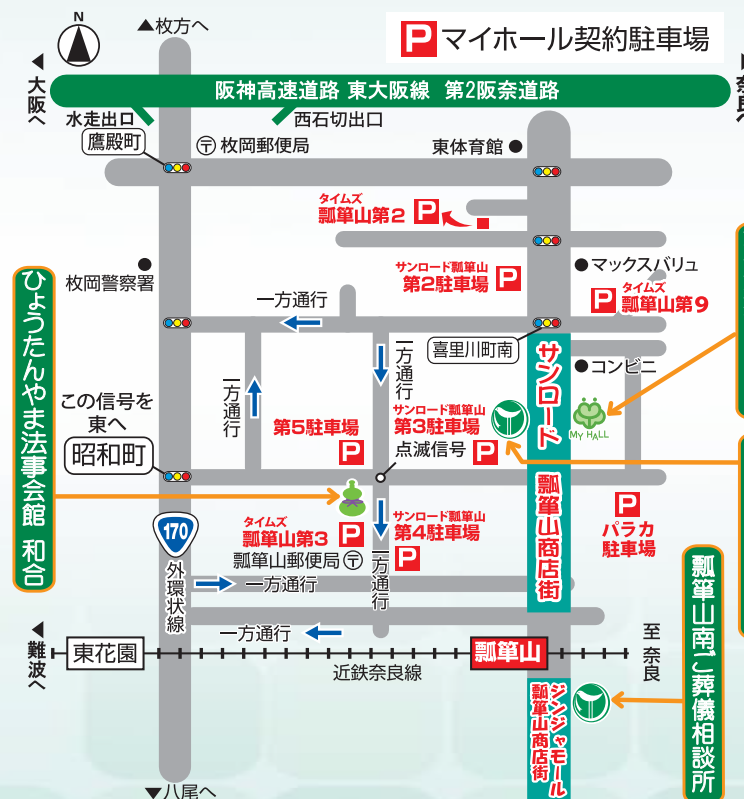 N
▲枚方へ
P マイホール契約駐車場
◀大阪へ
阪神高速道路 東大阪線 第2阪奈道路
奈良へ
水走出口
西石切出口
鷹殿町
〒枚岡郵便局
東体育館●
タイムズ
瓢箪山第2 P
●
枚岡警察署
サンロード瓢箪山
第2駐車場 P
●マックスバリュ
P タイムズ
瓢箪山第9
一方通行
喜里川町南
一方通行
一方通行
●コンビニ
サンロード
瓢箪山商店街
この信号を
東へ
昭和町
第5駐車場
P
サンロード瓢箪山
第3駐車場
P
点滅信号
My HALL
ひょうたんやま法事会館 和合
170
外環状線
タイムズ
瓢箪山第3 P
瓢箪山郵便局〒
サンロード瓢箪山
第4駐車場
P
一方通行
P
パラカ
駐車場
一方通行
一方通行
◀難波へ
東花園
近鉄奈良線
瓢箪山
至 奈良
ジンジャモール
瓢箪山商店街
瓢箪山南ご葬儀相談所
▼八尾へ